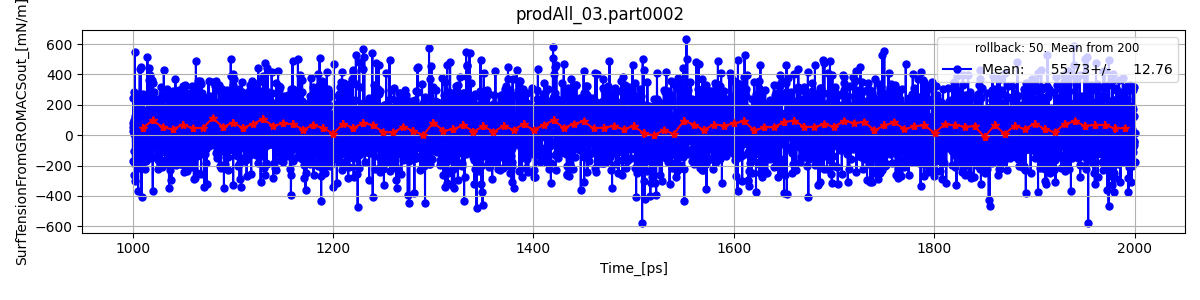 prodAll_03.part0002
SurfTensionFromGROMACSout_[mN/m]
600
400
200
0
−200
−400
−600
rollback: 50. Mean from 200
Mean: 55.73+/- 12.76
1000 1200 1400 1600 1800 2000
Time_[ps]